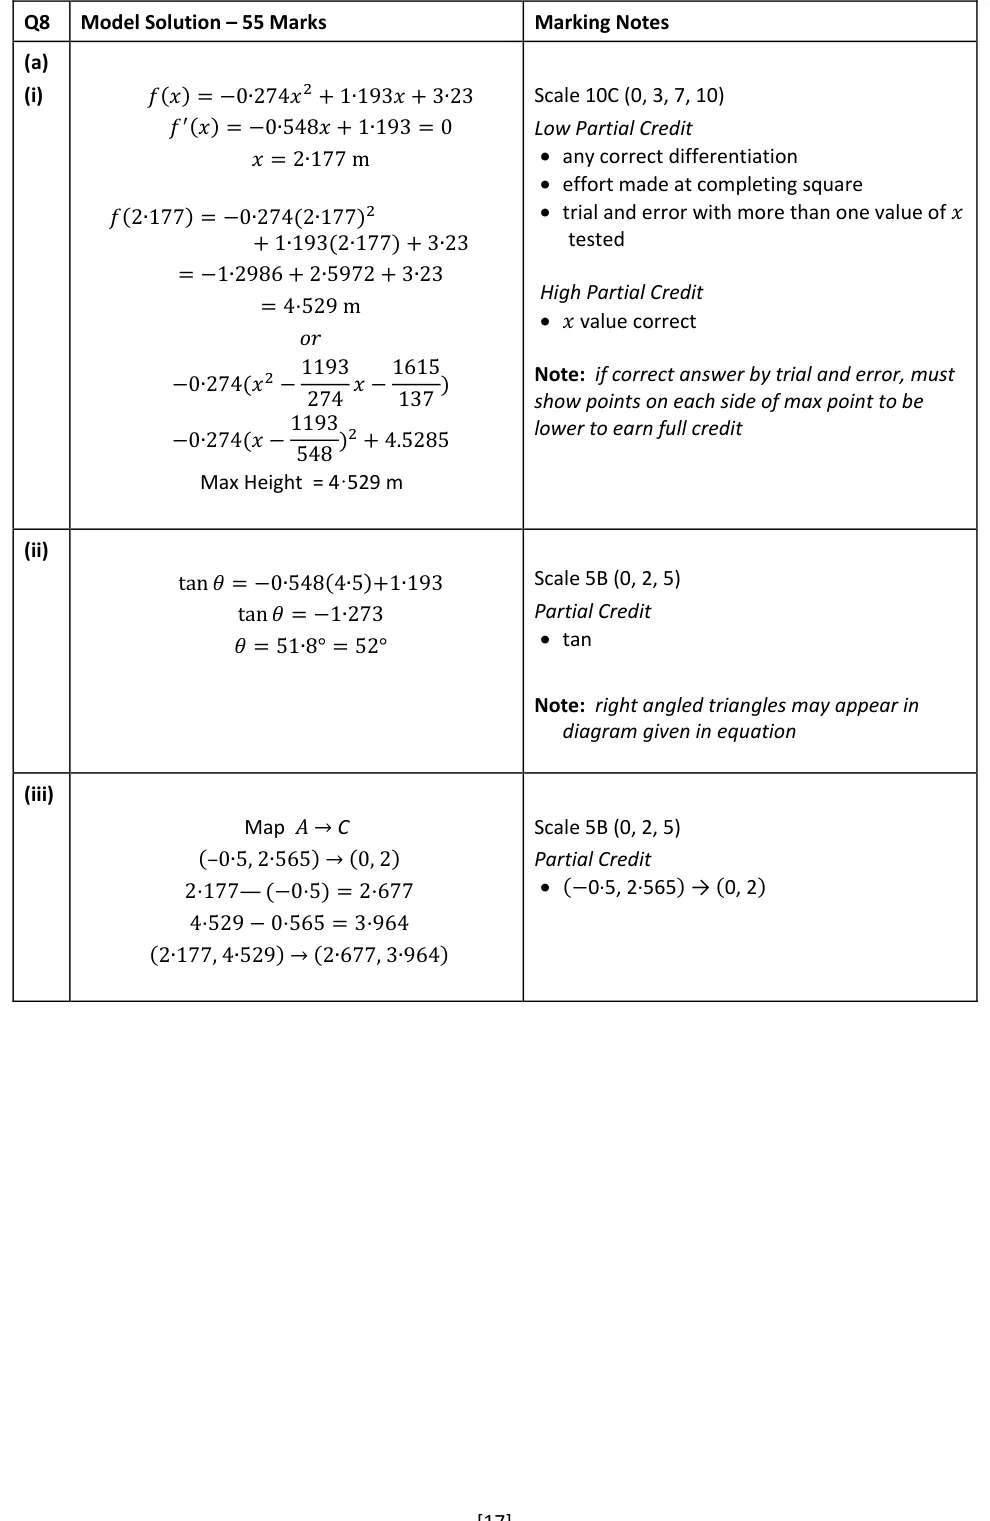 Q8 Model Solution – 55 Marks Marking Notes
(a)
(i)
f(x) = −0·274x² + 1·193x + 3·23
f′(x) = −0·548x + 1·193 = 0
x = 2·177 m
f(2·177) = −0·274(2·177)²
+ 1·193(2·177) + 3·23
= −1·2986 + 2·5972 + 3·23
= 4·529 m
or
−0·274(x² − 1193/274 x − 1615/137)
−0·274(x − 1193/548)² + 4.5285
Max Height = 4·529 m
Scale 10C (0, 3, 7, 10)
Low Partial Credit
• any correct differentiation
• effort made at completing square
• trial and error with more than one value of x
tested
High Partial Credit
• x value correct
Note: if correct answer by trial and error, must
show points on each side of max point to be
lower to earn full credit
(ii)
tan θ = −0·548(4·5)+1·193
tan θ = −1·273
θ = 51·8° = 52°
Scale 5B (0, 2, 5)
Partial Credit
• tan
Note: right angled triangles may appear in
diagram given in equation
(iii)
Map A → C
(–0·5, 2·565) → (0, 2)
2·177— (−0·5) = 2·677
4·529 − 0·565 = 3·964
(2·177, 4·529) → (2·677, 3·964)
Scale 5B (0, 2, 5)
Partial Credit
• (−0·5, 2·565) → (0, 2)
[17]